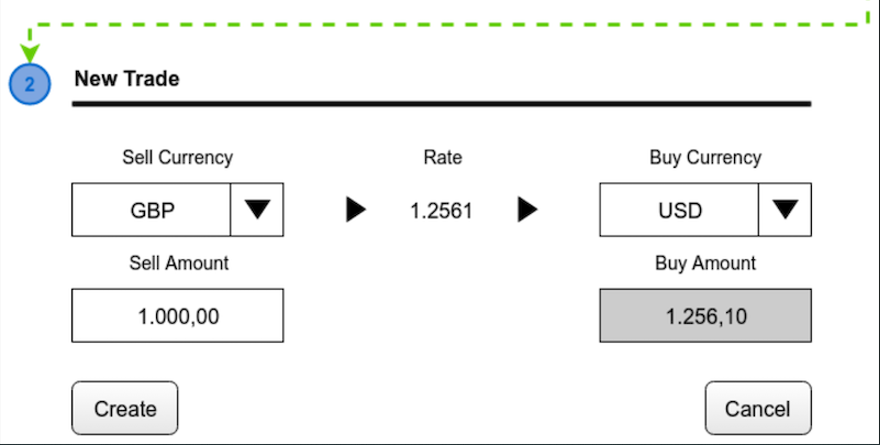 2
New Trade
Sell Currency Rate Buy Currency
GBP 1.2561 USD
Sell Amount Buy Amount
1.000,00 1.256,10
Create Cancel